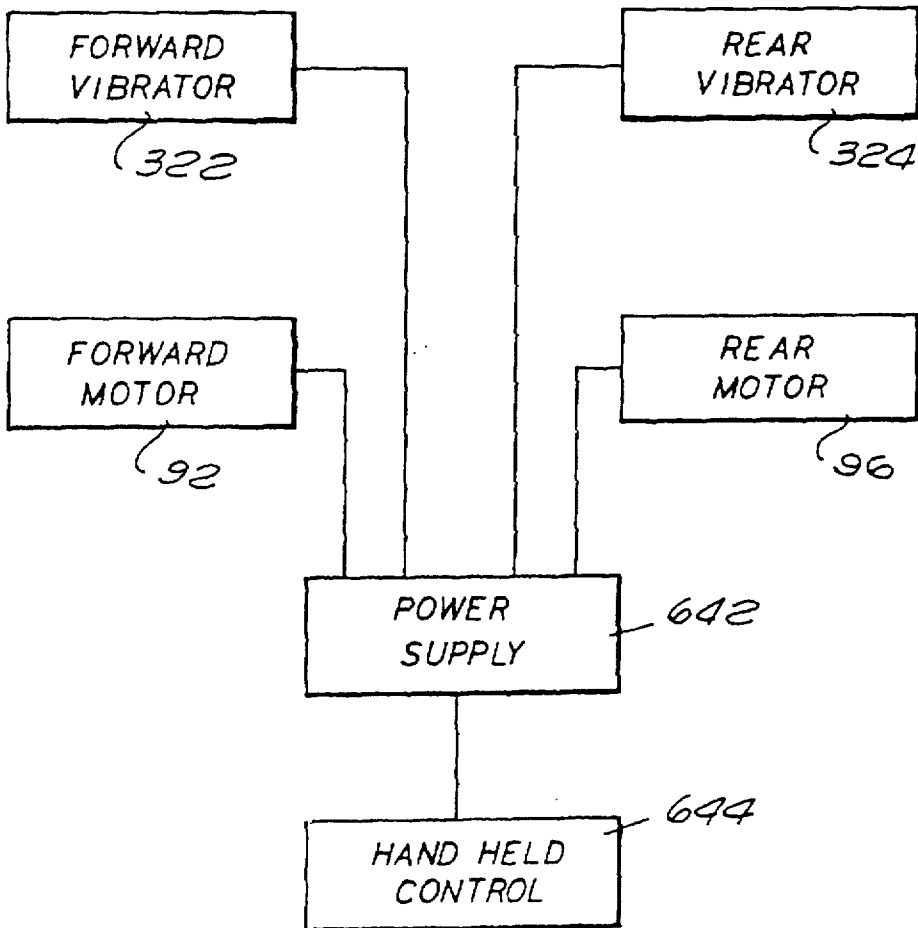 FORWARD
VIBRATOR
322
REAR
VIBRATOR
324
FORWARD
MOTOR
92
REAR
MOTOR
96
POWER
SUPPLY
642
HAND HELD
CONTROL
644